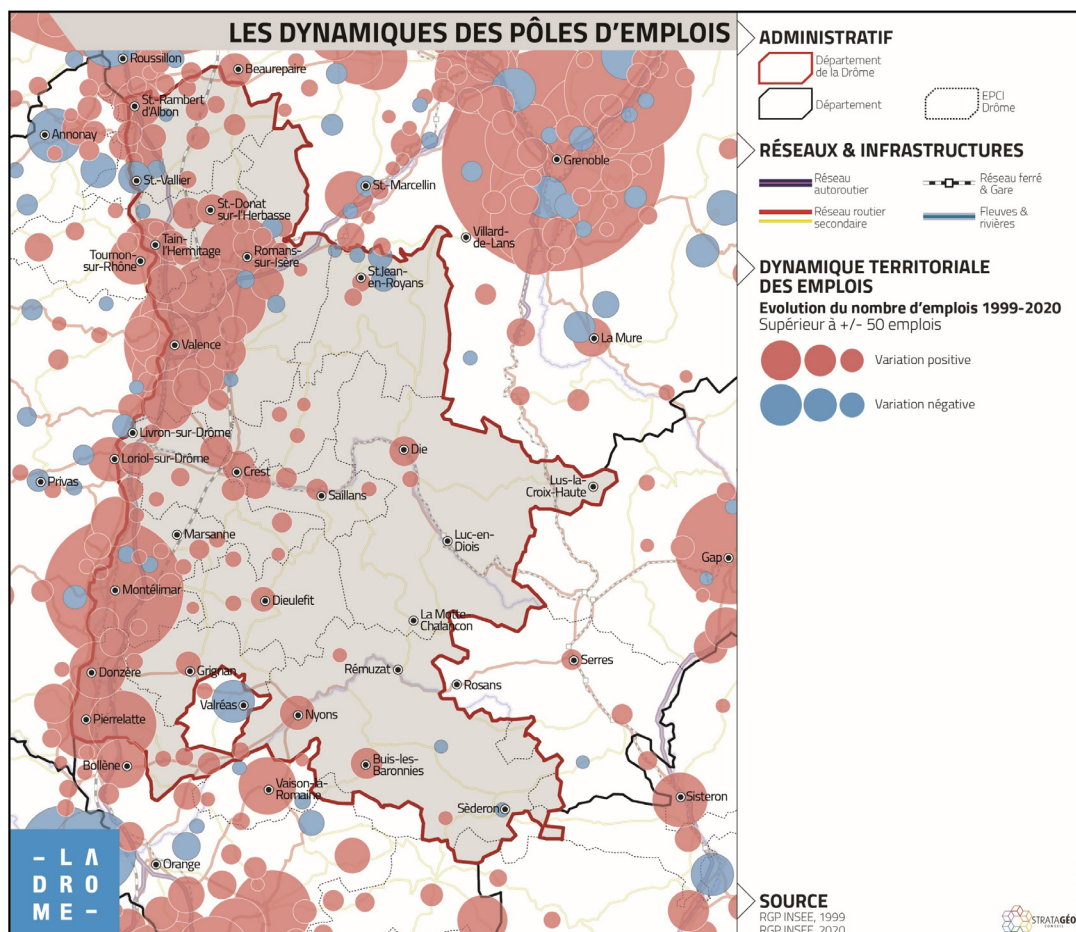 LES DYNAMIQUES DES PÔLES D'EMPLOIS
Roussillon
Beaurepaire
St.-Rambert
d'Albon
Annonay
Grenoble
St.-Vallier
St.-Marcellin
St.-Donat
sur-l'Herbasse
Villard-
de-Lans
Tain-
l'Hermitage
Tournon-
sur-Rhône
Romans-
sur-Isère
St.Jean-
en-Royans
La Mure
Valence
Livron-sur-Drôme
Die
Loriol-sur-Drôme
Crest
Privas
Lus-la-
Croix-Haute
Saillans
Marsanne
Luc-en-
Diois
Gap
Montélimar
Dieulefit
La Motte-
Chalancon
Serres
Donzère
Grignan
Rémuzat
Rosans
Valréas
Pierrelatte
Nyons
Bollène
Buis-les-
Baronnies
Vaison-la-
Romaine
Sisteron
Sèderon
Orange
- L A
D R O
M E -
ADMINISTRATIF
Département
de la Drôme
Département
EPCI
Drôme
RÉSEAUX & INFRASTRUCTURES
Réseau
autoroutier
Réseau ferré
& Gare
Réseau routier
secondaire
Fleuves &
rivières
DYNAMIQUE TERRITORIALE
DES EMPLOIS
Evolution du nombre d'emplois 1999-2020
Supérieur à +/- 50 emplois
Variation positive
Variation négative
SOURCE
RGP INSEE, 1999
RGP INSEE, 2020
STRATAGÉO
CONSEIL